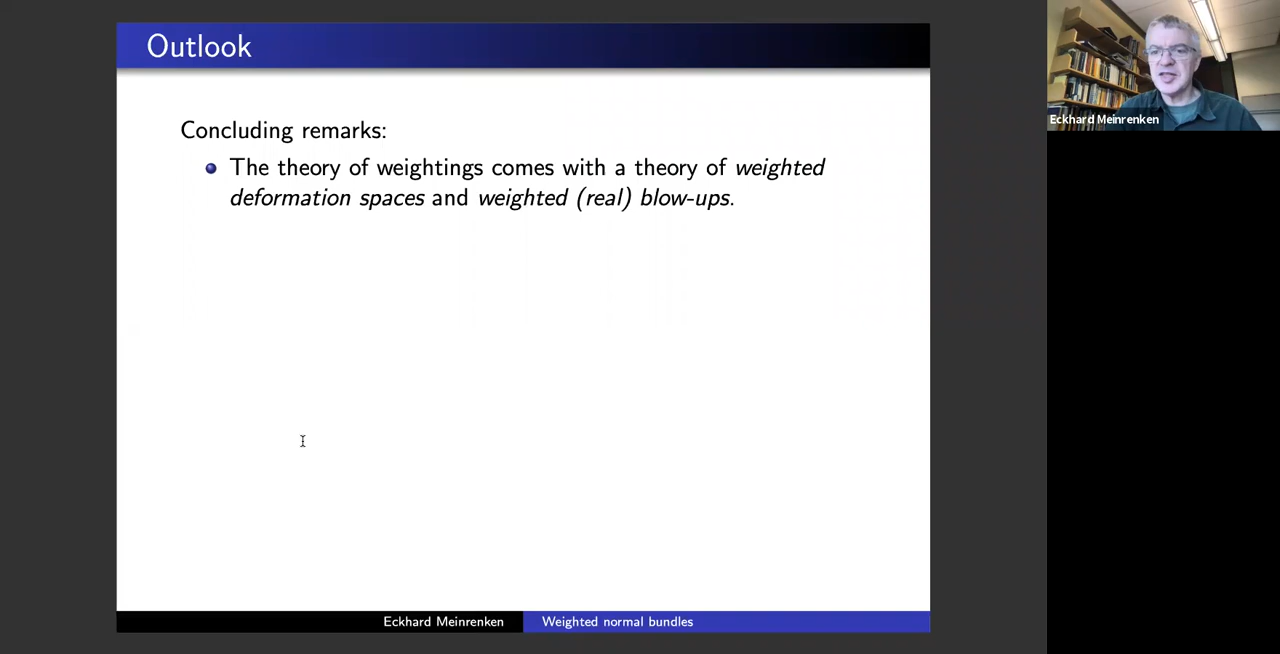 Outlook
Eckhard Meinrenken
Concluding remarks:
The theory of weightings comes with a theory of weighted
deformation spaces and weighted (real) blow-ups.
Eckhard Meinrenken
Weighted normal bundles